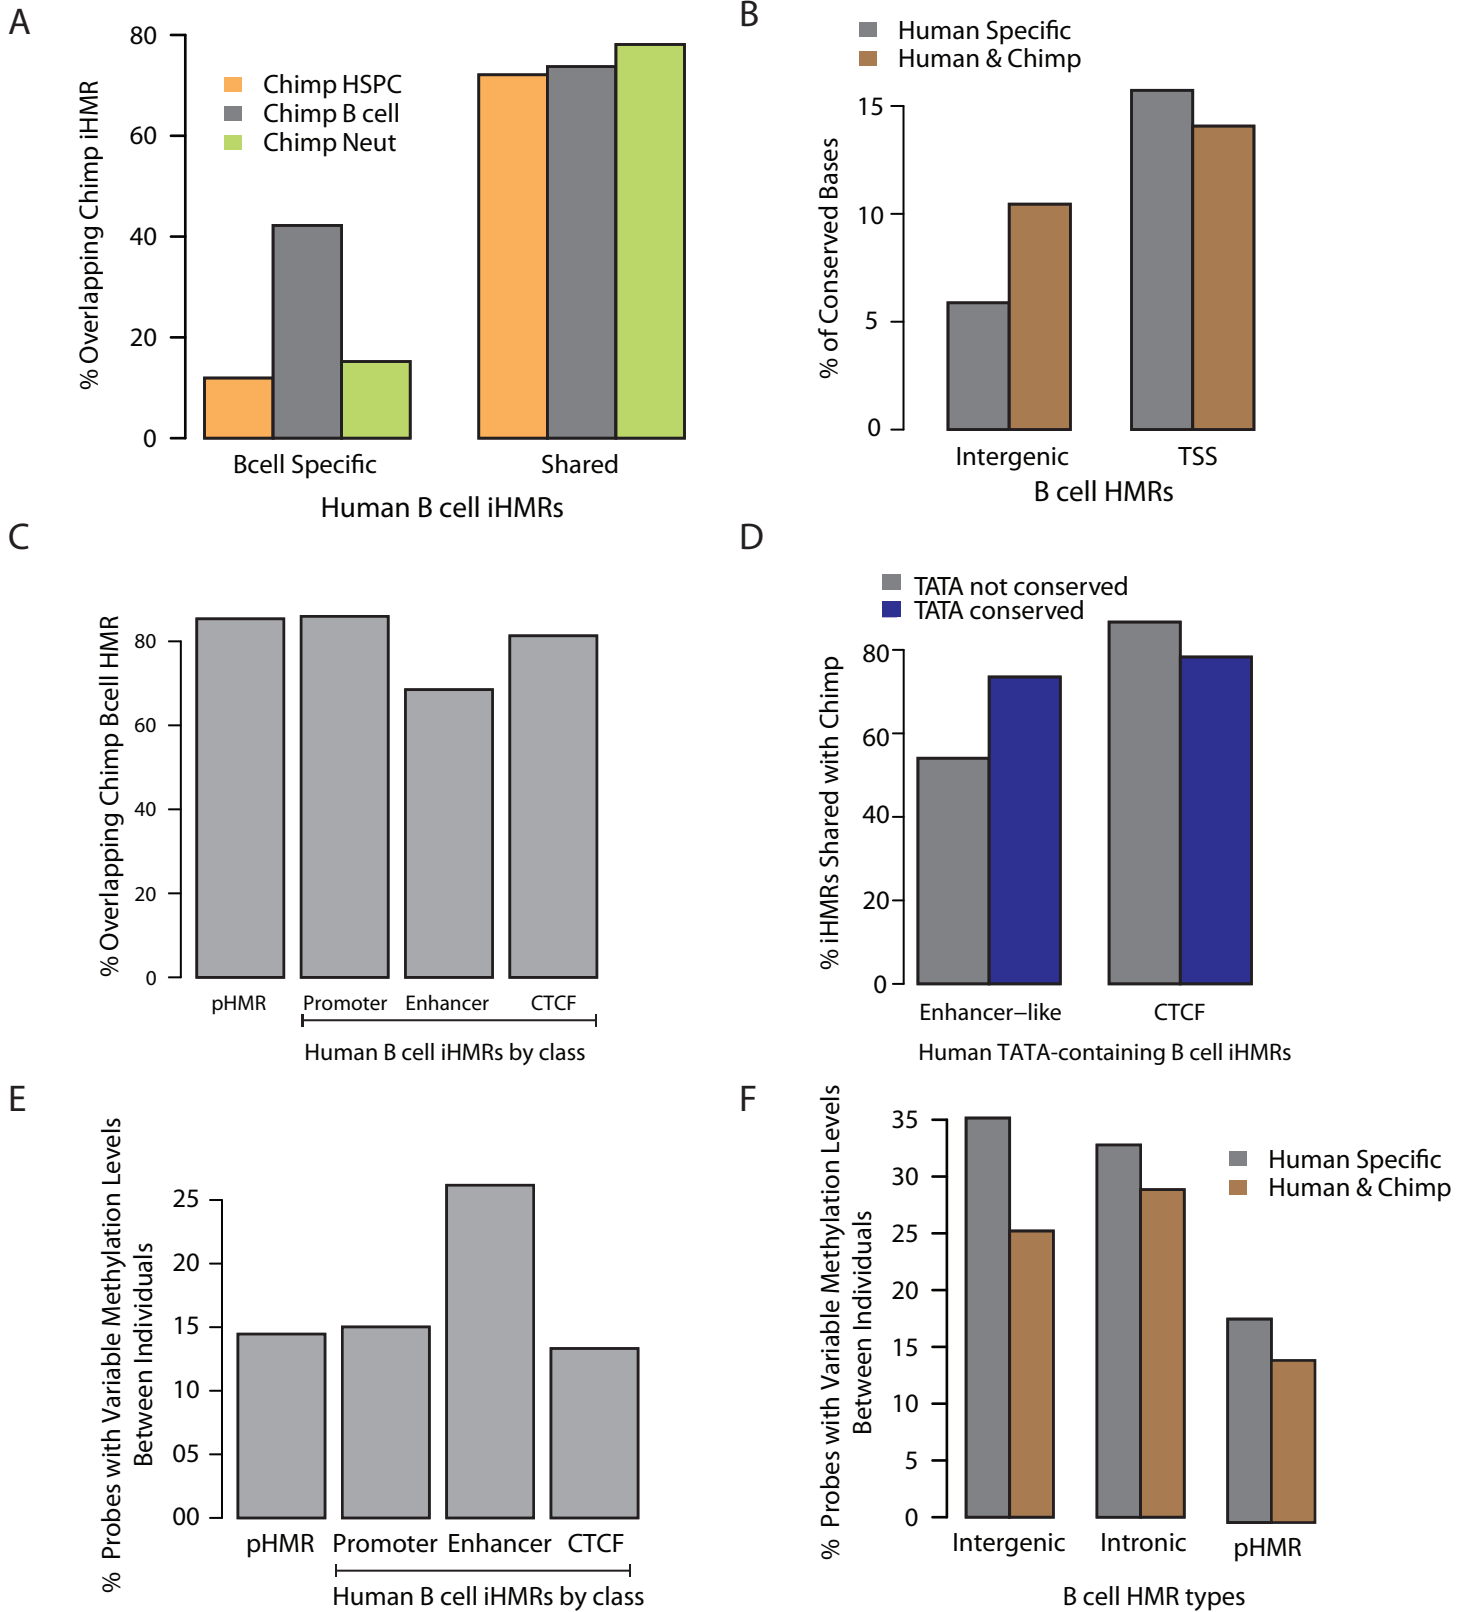 A
80
60
40
20
0
% Overlapping Chimp iHMR
Chimp HSPC
Chimp B cell
Chimp Neut
Bcell Specific
Shared
Human B cell iHMRs
B
Human Specific
Human & Chimp
15
10
5
0
% of Conserved Bases
Intergenic
TSS
B cell HMRs
C
80
60
40
20
0
% Overlapping Chimp Bcell HMR
pHMR
Promoter
Enhancer
CTCF
Human B cell iHMRs by class
D
TATA not conserved
TATA conserved
80
60
40
20
0
% iHMRs Shared with Chimp
Enhancer–like
CTCF
Human TATA-containing B cell iHMRs
E
% Probes with Variable Methylation Levels
Between Individuals
25
20
15
10
05
00
pHMR
Promoter
Enhancer
CTCF
Human B cell iHMRs by class
F
% Probes with Variable Methylation Levels
Between Individuals
35
30
25
20
15
10
5
0
Human Specific
Human & Chimp
Intergenic
Intronic
pHMR
B cell HMR types